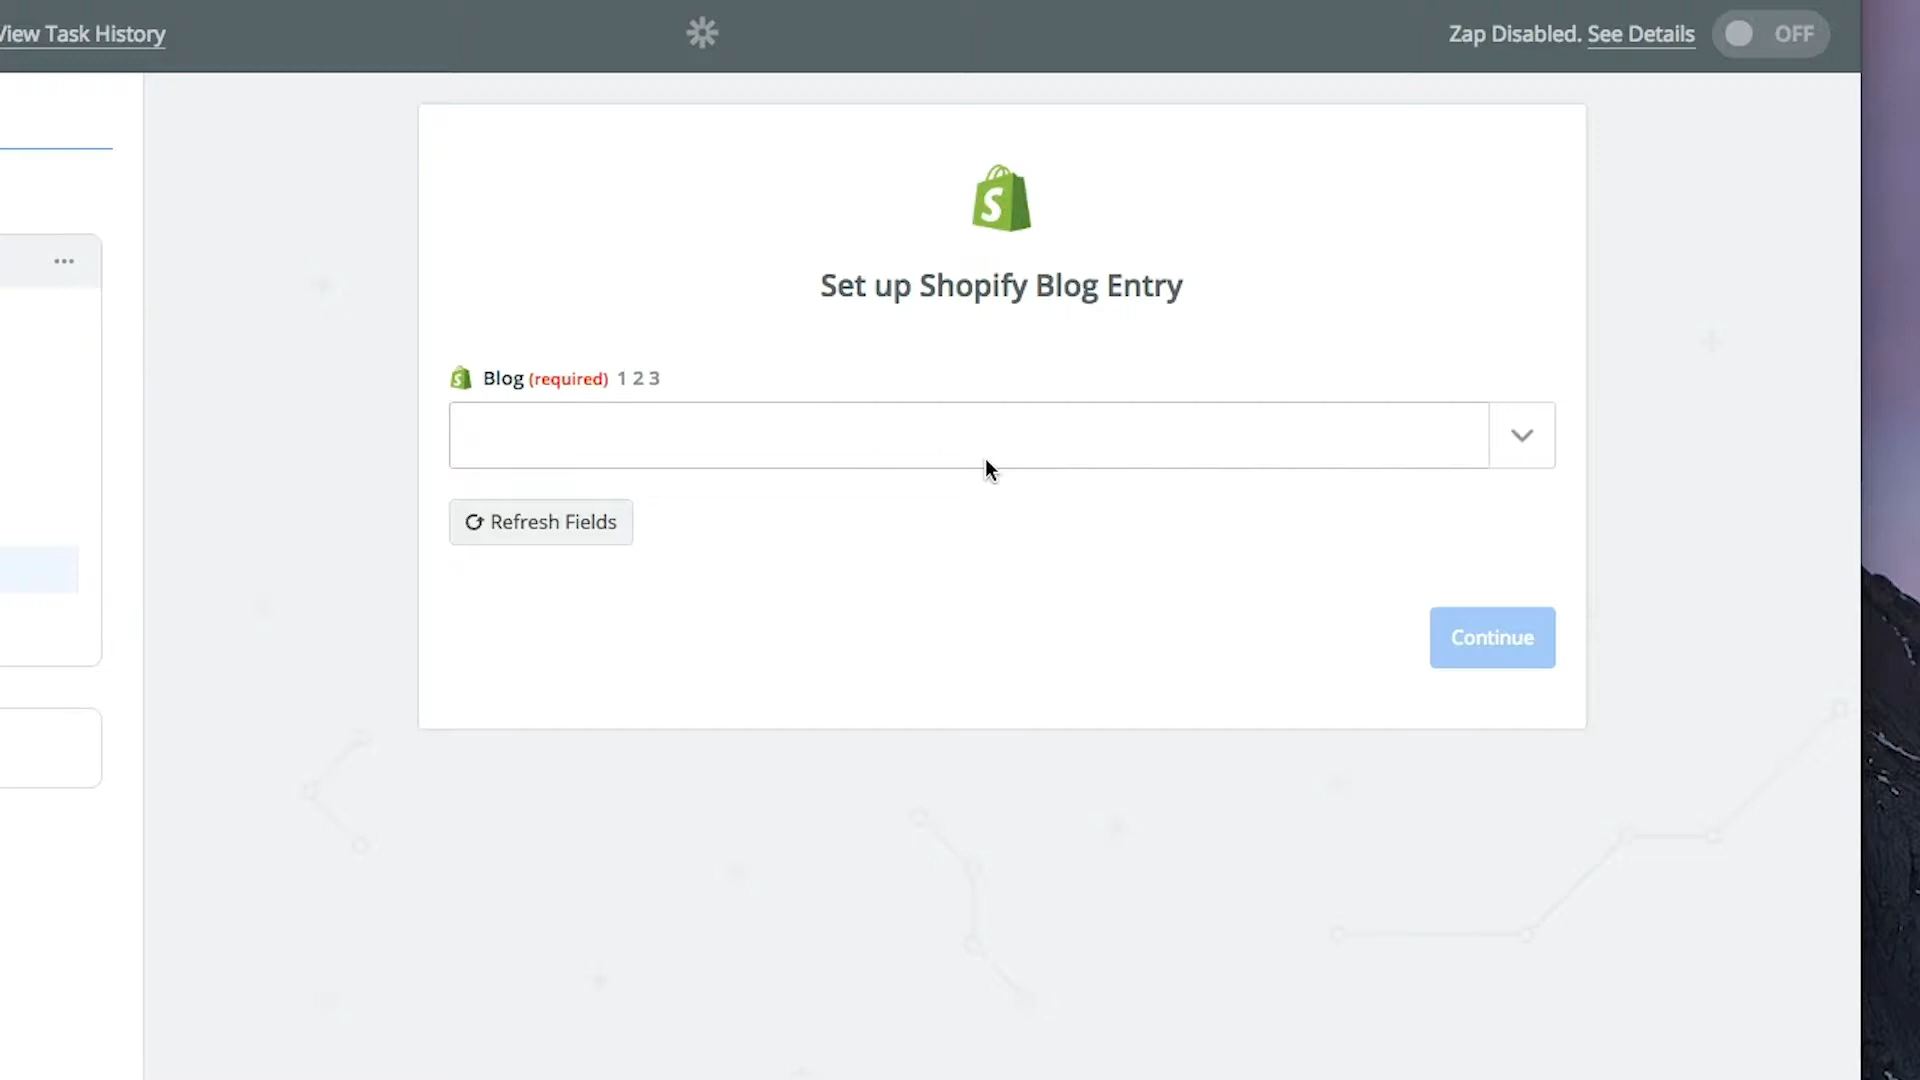 View Task History
Zap Disabled. See Details
OFF
Set up Shopify Blog Entry
Blog (required) 1 2 3
Refresh Fields
Continue